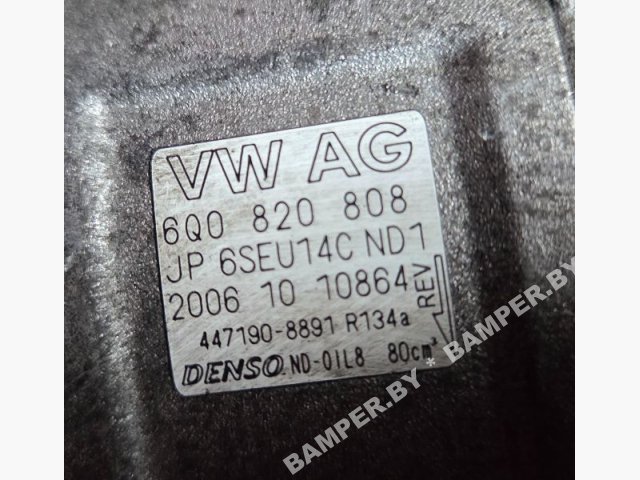 VW AG
6Q0 820 808
JP 6SEU14C ND1
2006 10 10864
REV
447190-8891 R134a
DENSO ND-OIL8 80cm³
BAMPER.BY
BAMPER.BY